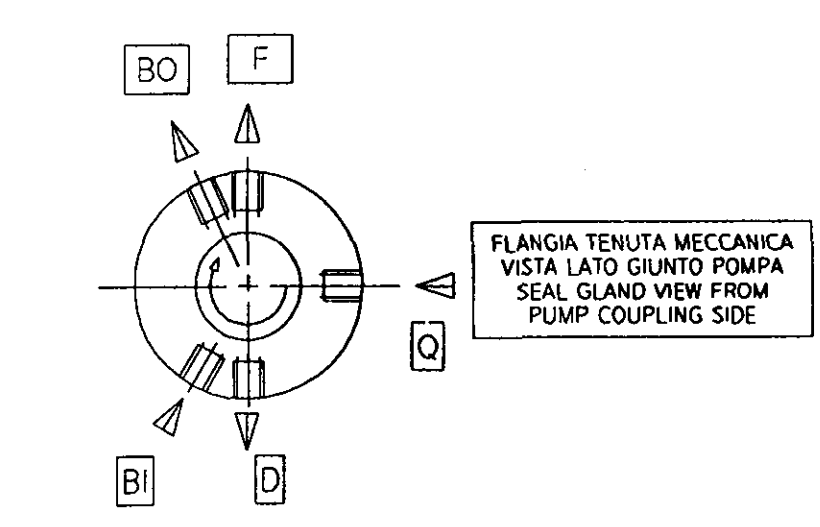 BO
F
FLANGIA TENUTA MECCANICA
VISTA LATO GIUNTO POMPA
SEAL GLAND VIEW FROM
PUMP COUPLING SIDE
Q
BI
D